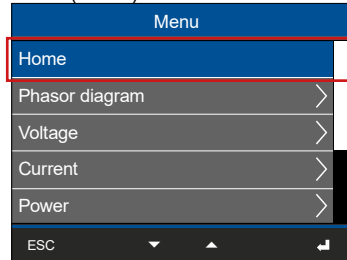 Menu
Home
Phasor diagram
Voltage
Current
Power
ESC